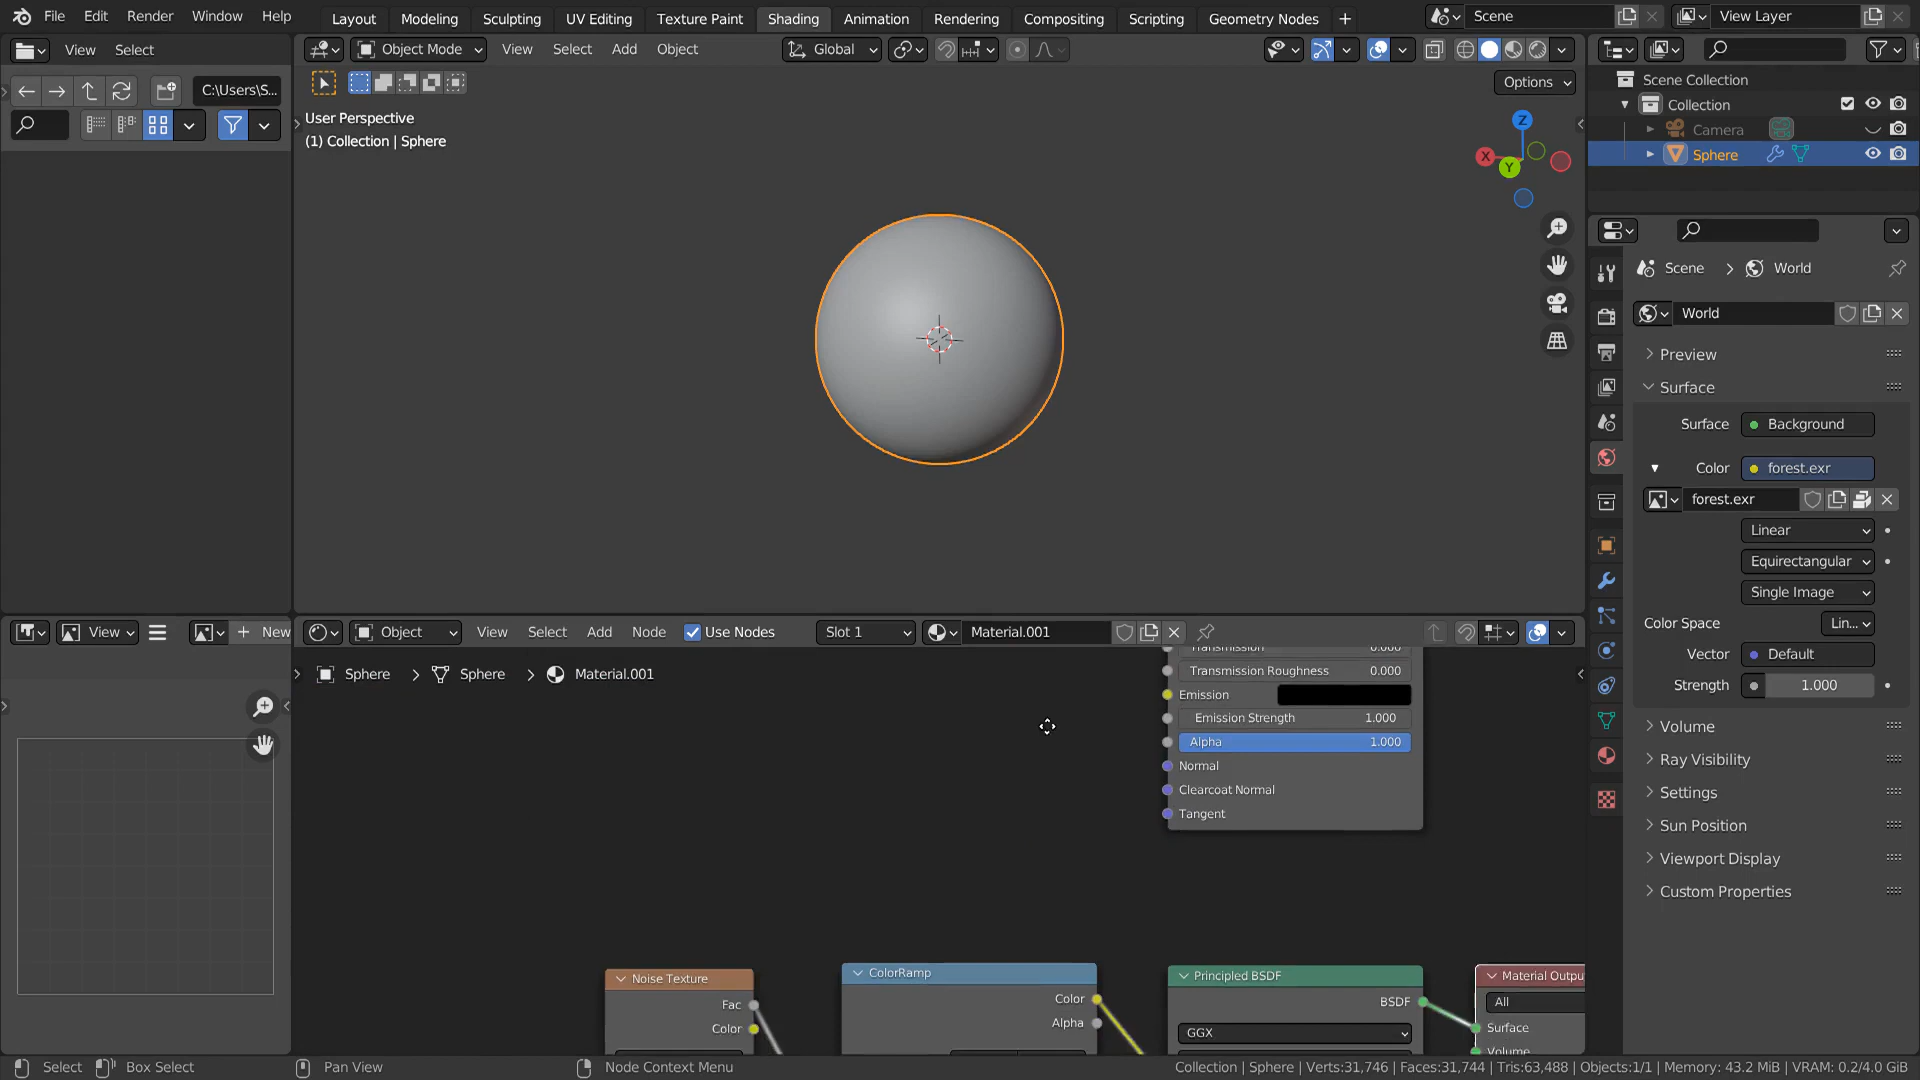 File Edit Render Window Help Layout Modeling Sculpting UV Editing Texture Paint Shading Animation Rendering Compositing Scripting Geometry Nodes Scene View Layer
View Select
C:\Users\S...
Object Mode View Select Add Object Global
Options
User Perspective
(1) Collection | Sphere
Z
X
Y
Scene Collection
Collection
Camera
Sphere
Scene > World
World
Preview
Surface
Surface Background
Color forest.exr
forest.exr
Linear
Equirectangular
Single Image
Color Space Lin...
Vector Default
Strength 1.000
Volume
Ray Visibility
Settings
Sun Position
Viewport Display
Custom Properties
View New
Object View Select Add Node Use Nodes Slot 1 Material.001
Sphere > Sphere > Material.001
Transmission 0.000
Transmission Roughness 0.000
Emission
Emission Strength 1.000
Alpha 1.000
Normal
Clearcoat Normal
Tangent
Noise Texture
Fac
Color
ColorRamp
Color
Alpha
Principled BSDF
BSDF
GGX
Material Outpu
All
Surface
Volume
Select Box Select Pan View Node Context Menu
Collection | Sphere | Verts:31,746 | Faces:31,744 | Tris:63,488 | Objects:1/1 | Memory: 43.2 MiB | VRAM: 0.2/4.0 GiB